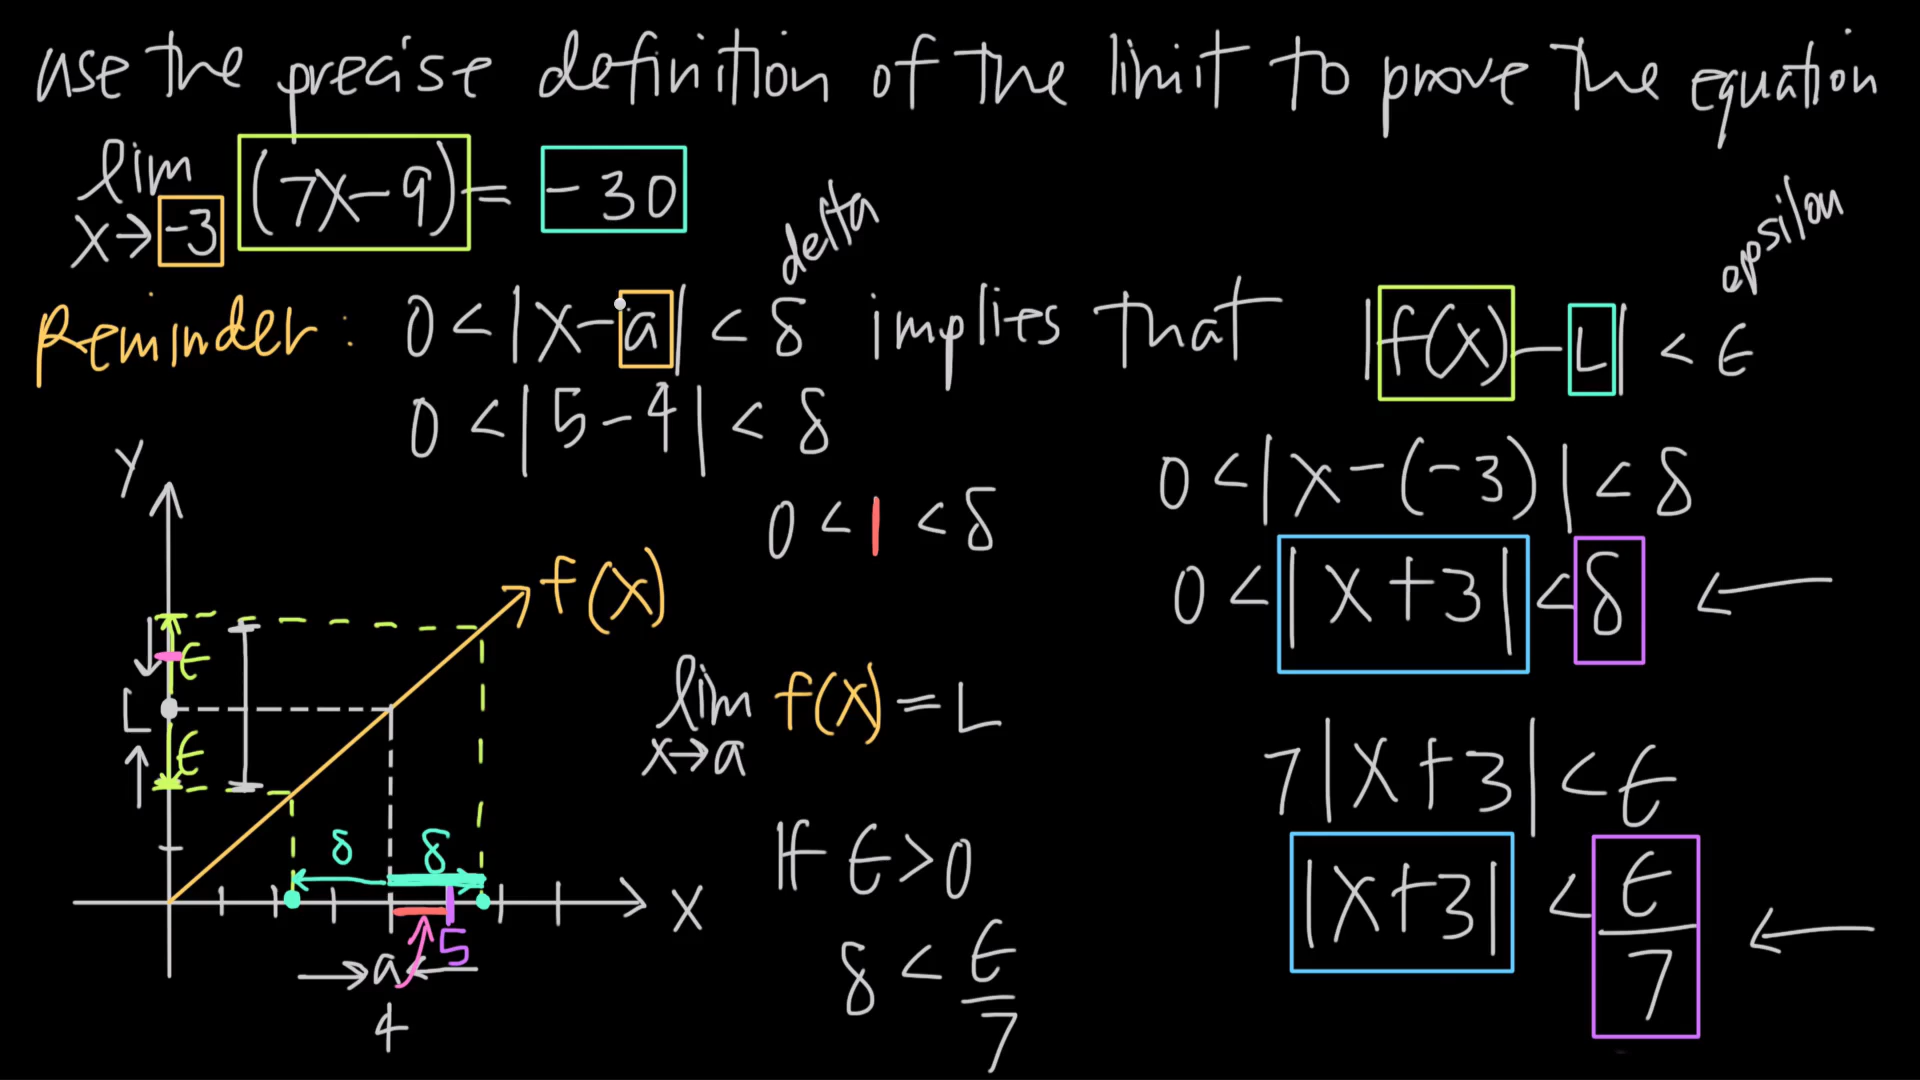 use the precise definition of the limit to prove the equation
lim (7x-9) = -30
x→-3
delta
epsilon
Reminder: 0 < |x-a| < δ implies that |f(x)-L| < ϵ
0 < |5-4| < δ
0 < |x-(-3)| < δ
0 < 1 < δ
0 < |x+3| < δ ←
y
f(x)
ϵ
L
ϵ
δ δ
x
5
→ a ←
4
lim f(x) = L
x→a
If ϵ > 0
δ < ϵ/7
7|x+3| < ϵ
|x+3| < ϵ/7 ←